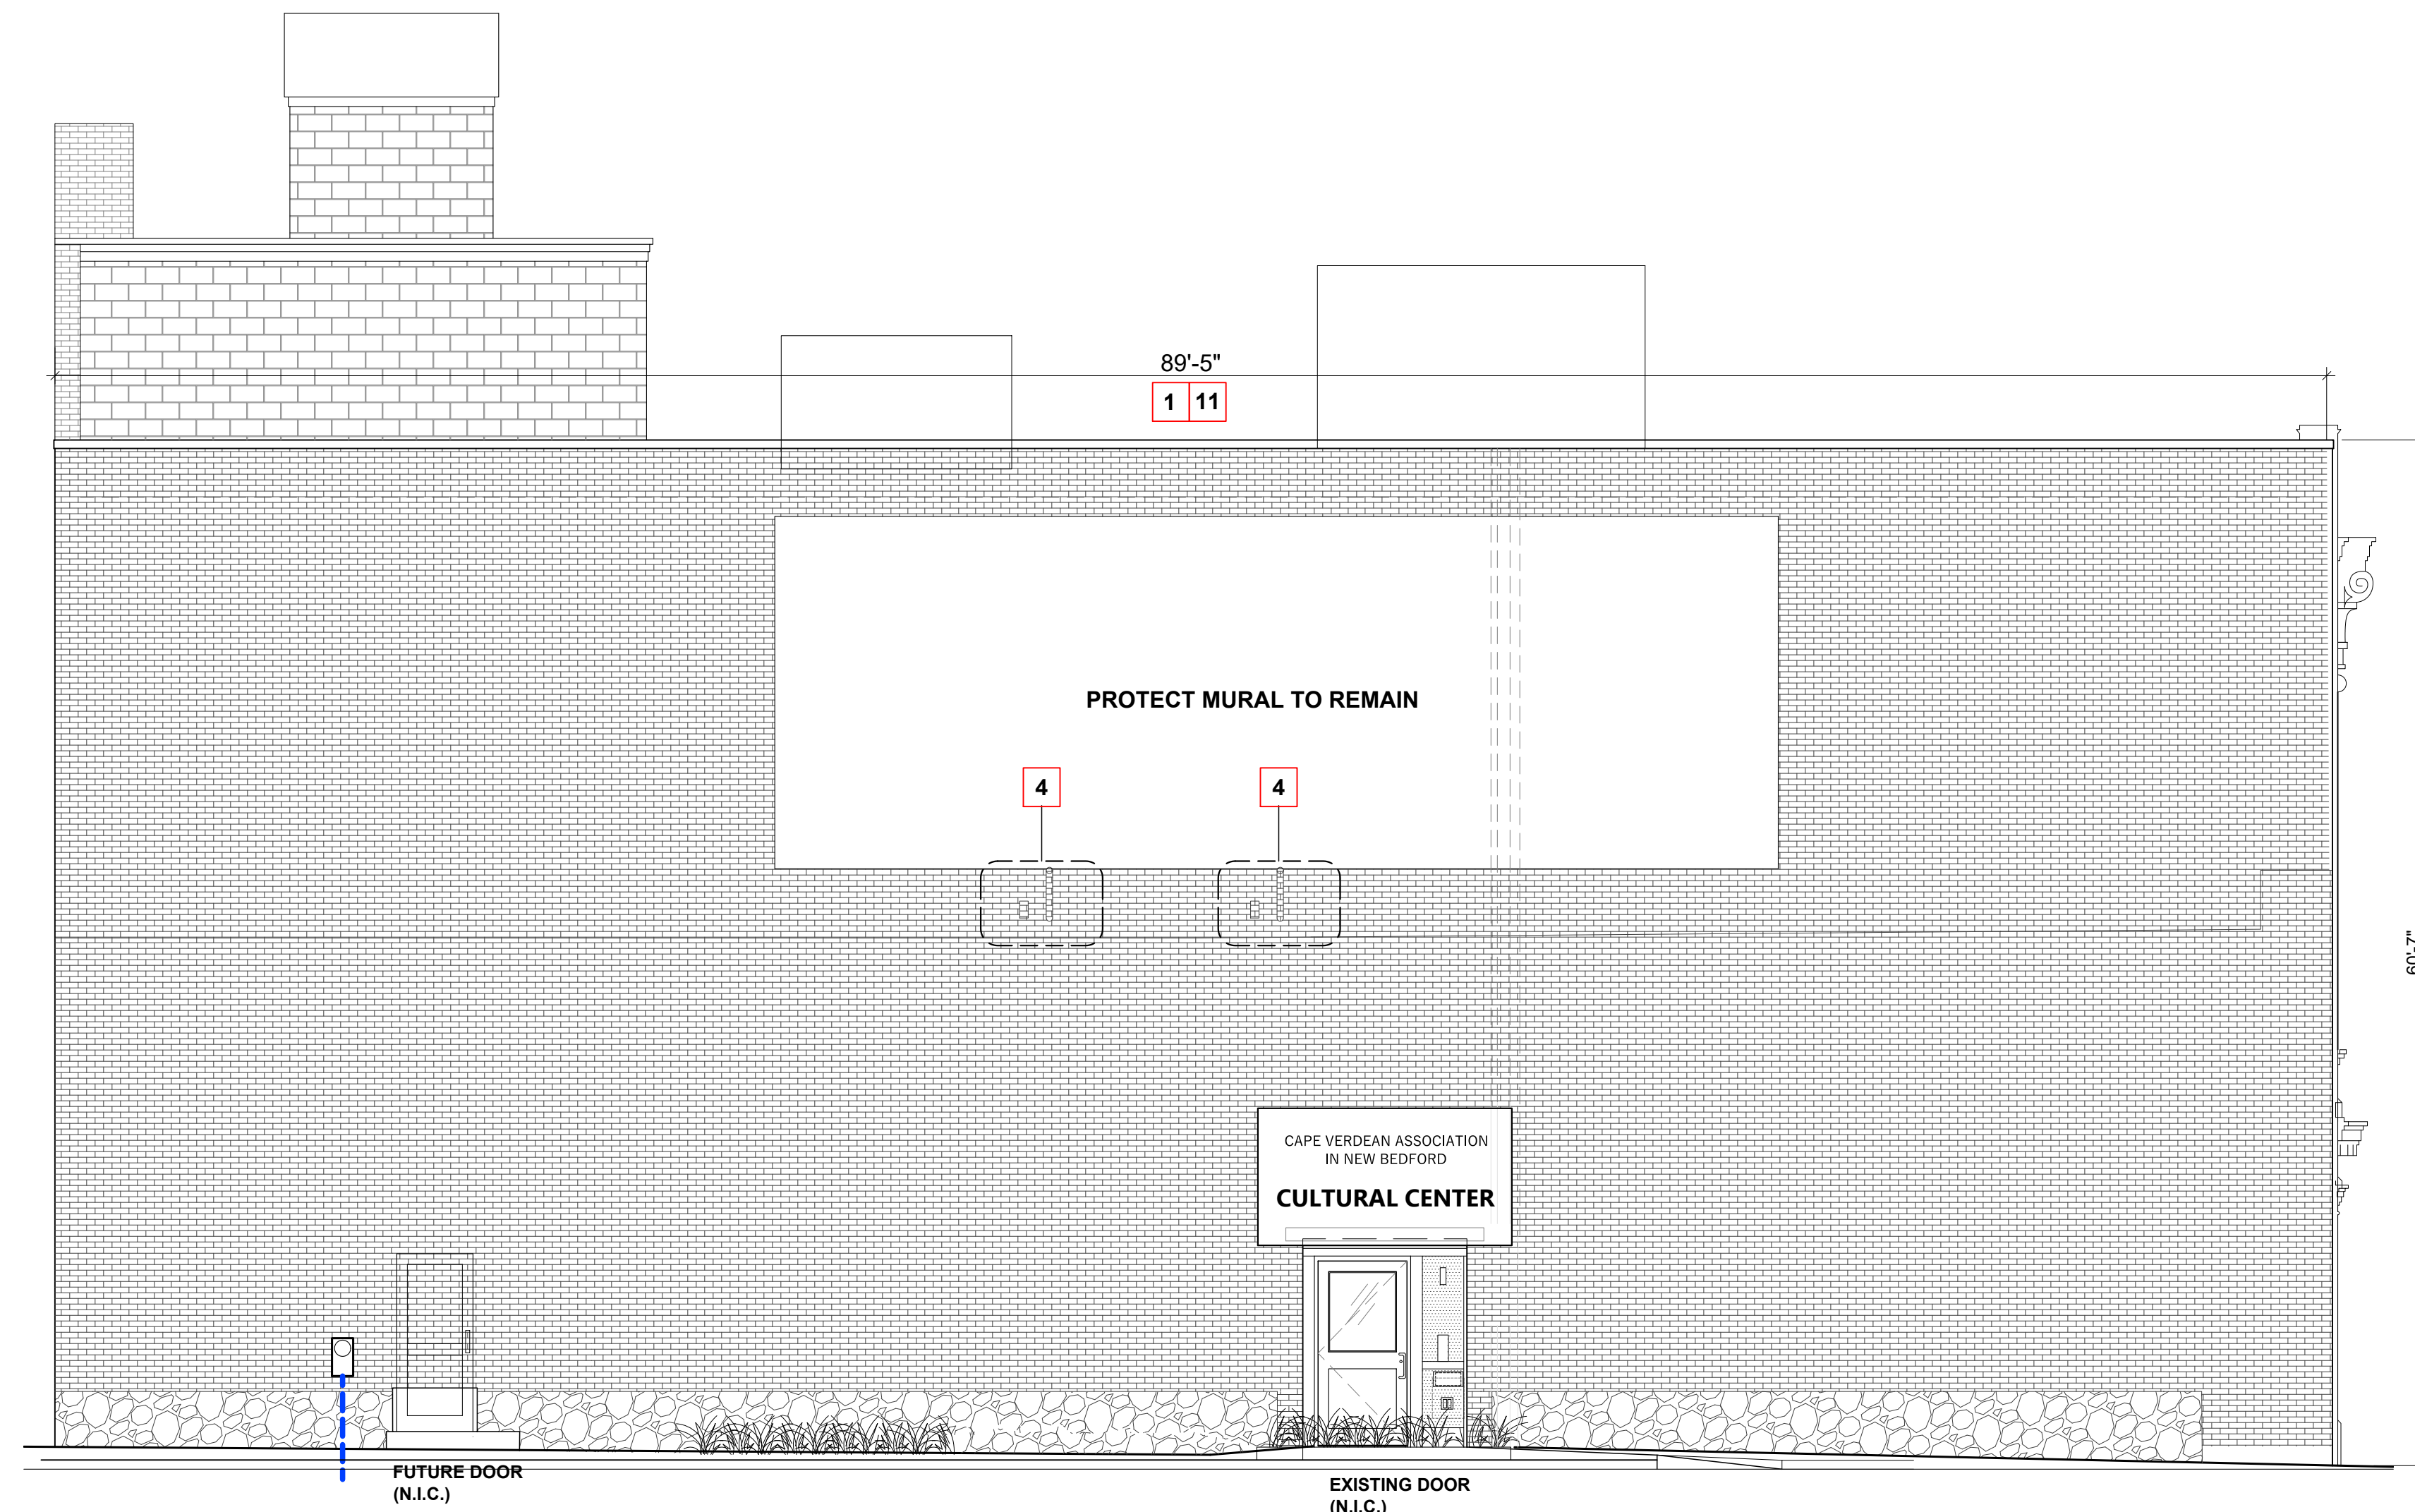 89'-5"
1 11
PROTECT MURAL TO REMAIN
4 4
60'-7"
CAPE VERDEAN ASSOCIATION
IN NEW BEDFORD
CULTURAL CENTER
FUTURE DOOR
(N.I.C.)
EXISTING DOOR
(N.I.C.)